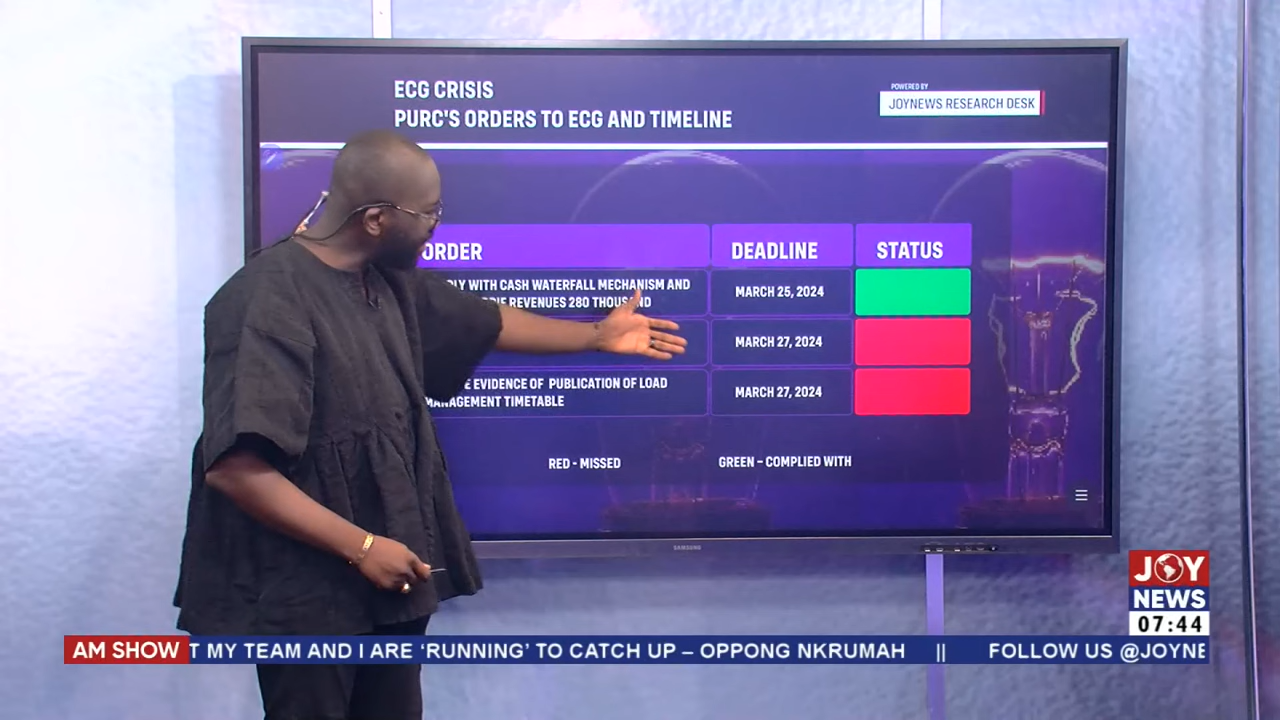 ECG CRISIS
PURC'S ORDERS TO ECG AND TIMELINE
POWERED BY
JOYNEWS RESEARCH DESK
ORDER
DEADLINE
STATUS
WITH CASH WATERFALL MECHANISM AND
REVENUES 280 THOUSAND
MARCH 25, 2024
MARCH 27, 2024
EVIDENCE OF PUBLICATION OF LOAD
MANAGEMENT TIMETABLE
MARCH 27, 2024
RED - MISSED
GREEN – COMPLIED WITH
SAMSUNG
JOY
NEWS
07:44
AM SHOW
T MY TEAM AND I ARE ‘RUNNING’ TO CATCH UP – OPPONG NKRUMAH || FOLLOW US @JOYNE